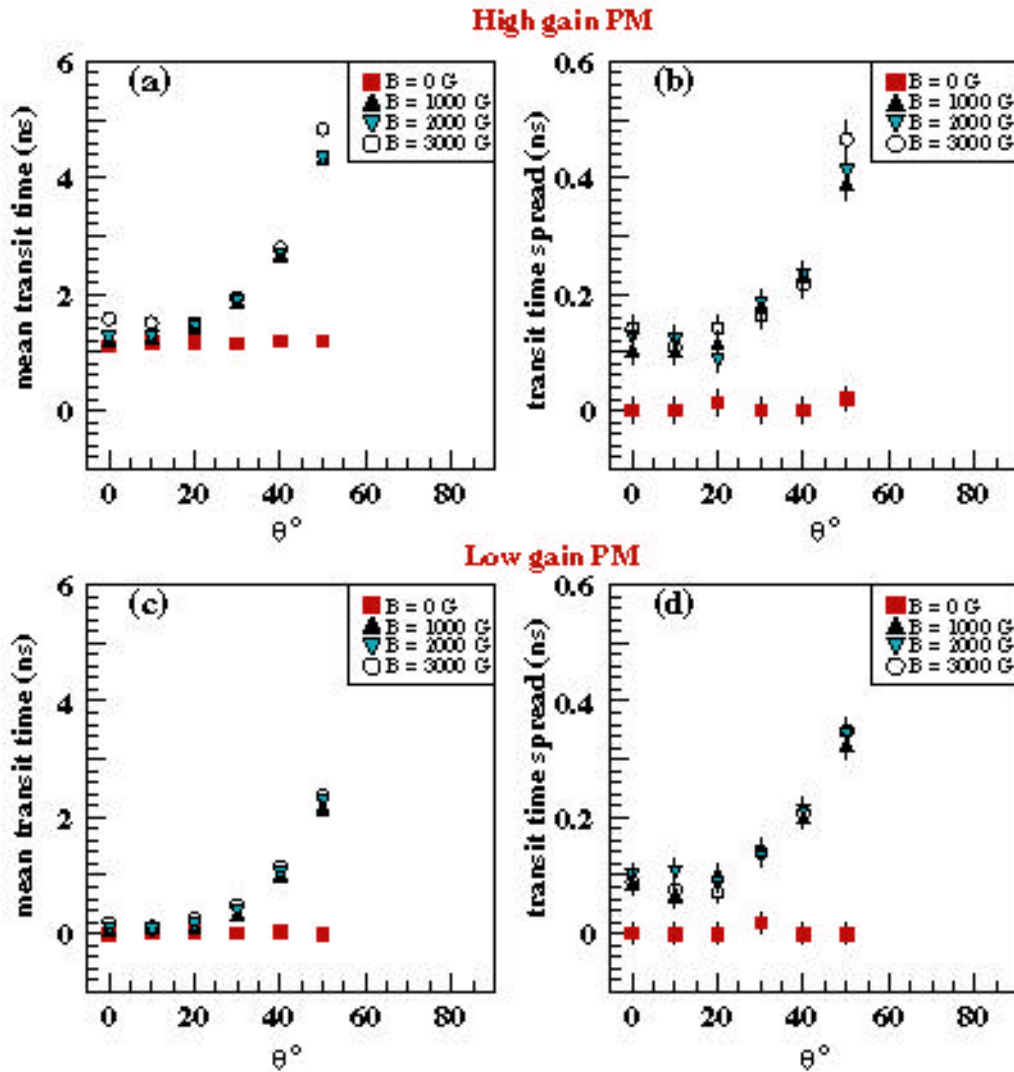 High gain PM
(a)
B = 0 G
B = 1000 G
B = 2000 G
B = 3000 G
mean transit time (ns)
6
4
2
0
0 20 40 60 80
θ°
(b)
B = 0 G
B = 1000 G
B = 2000 G
B = 3000 G
transit time spread (ns)
0.6
0.4
0.2
0
0 20 40 60 80
θ°
Low gain PM
(c)
B = 0 G
B = 1000 G
B = 2000 G
B = 3000 G
mean transit time (ns)
6
4
2
0
0 20 40 60 80
θ°
(d)
B = 0 G
B = 1000 G
B = 2000 G
B = 3000 G
transit time spread (ns)
0.6
0.4
0.2
0
0 20 40 60 80
θ°